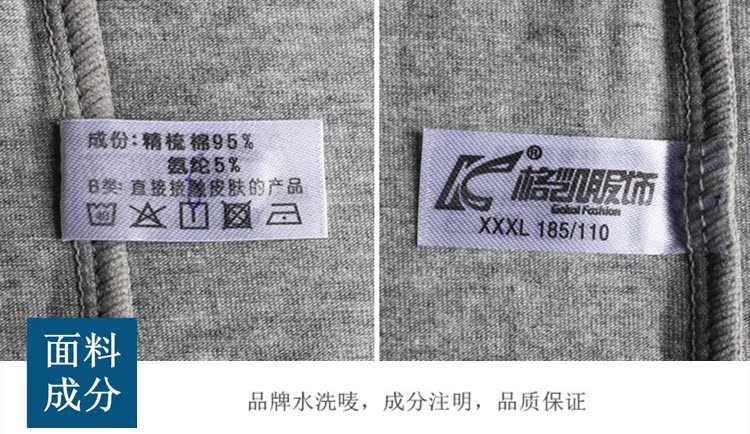 成份:精梳棉95%
氨纶5%
B类:直接接触皮肤的产品
40
格凯服饰
®
Gekai Fashion
XXXL 185/110
面料
成分
品牌水洗唛，成分注明，品质保证